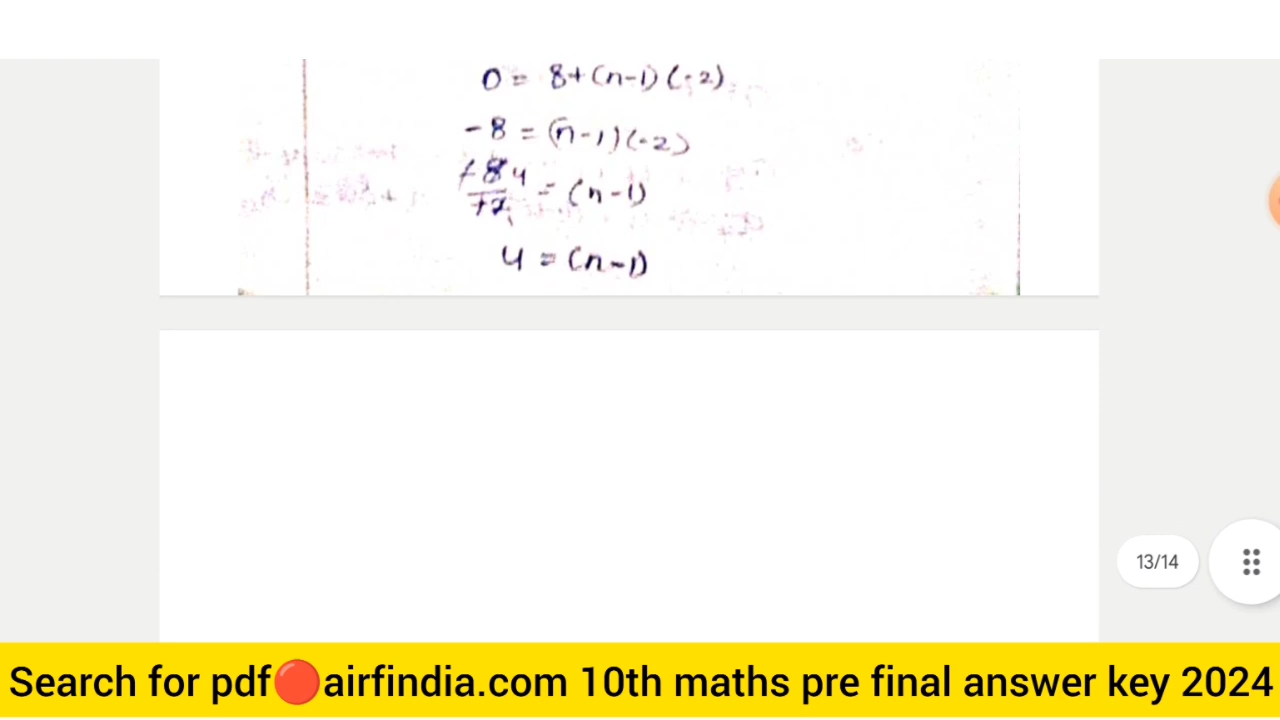 0 = 8+(n-1)(-2)
-8 = (n-1)(-2)
-8 4 = (n-1)
-2
4 = (n-1)
13/14
Search for pdf🔴airfindia.com 10th maths pre final answer key 2024